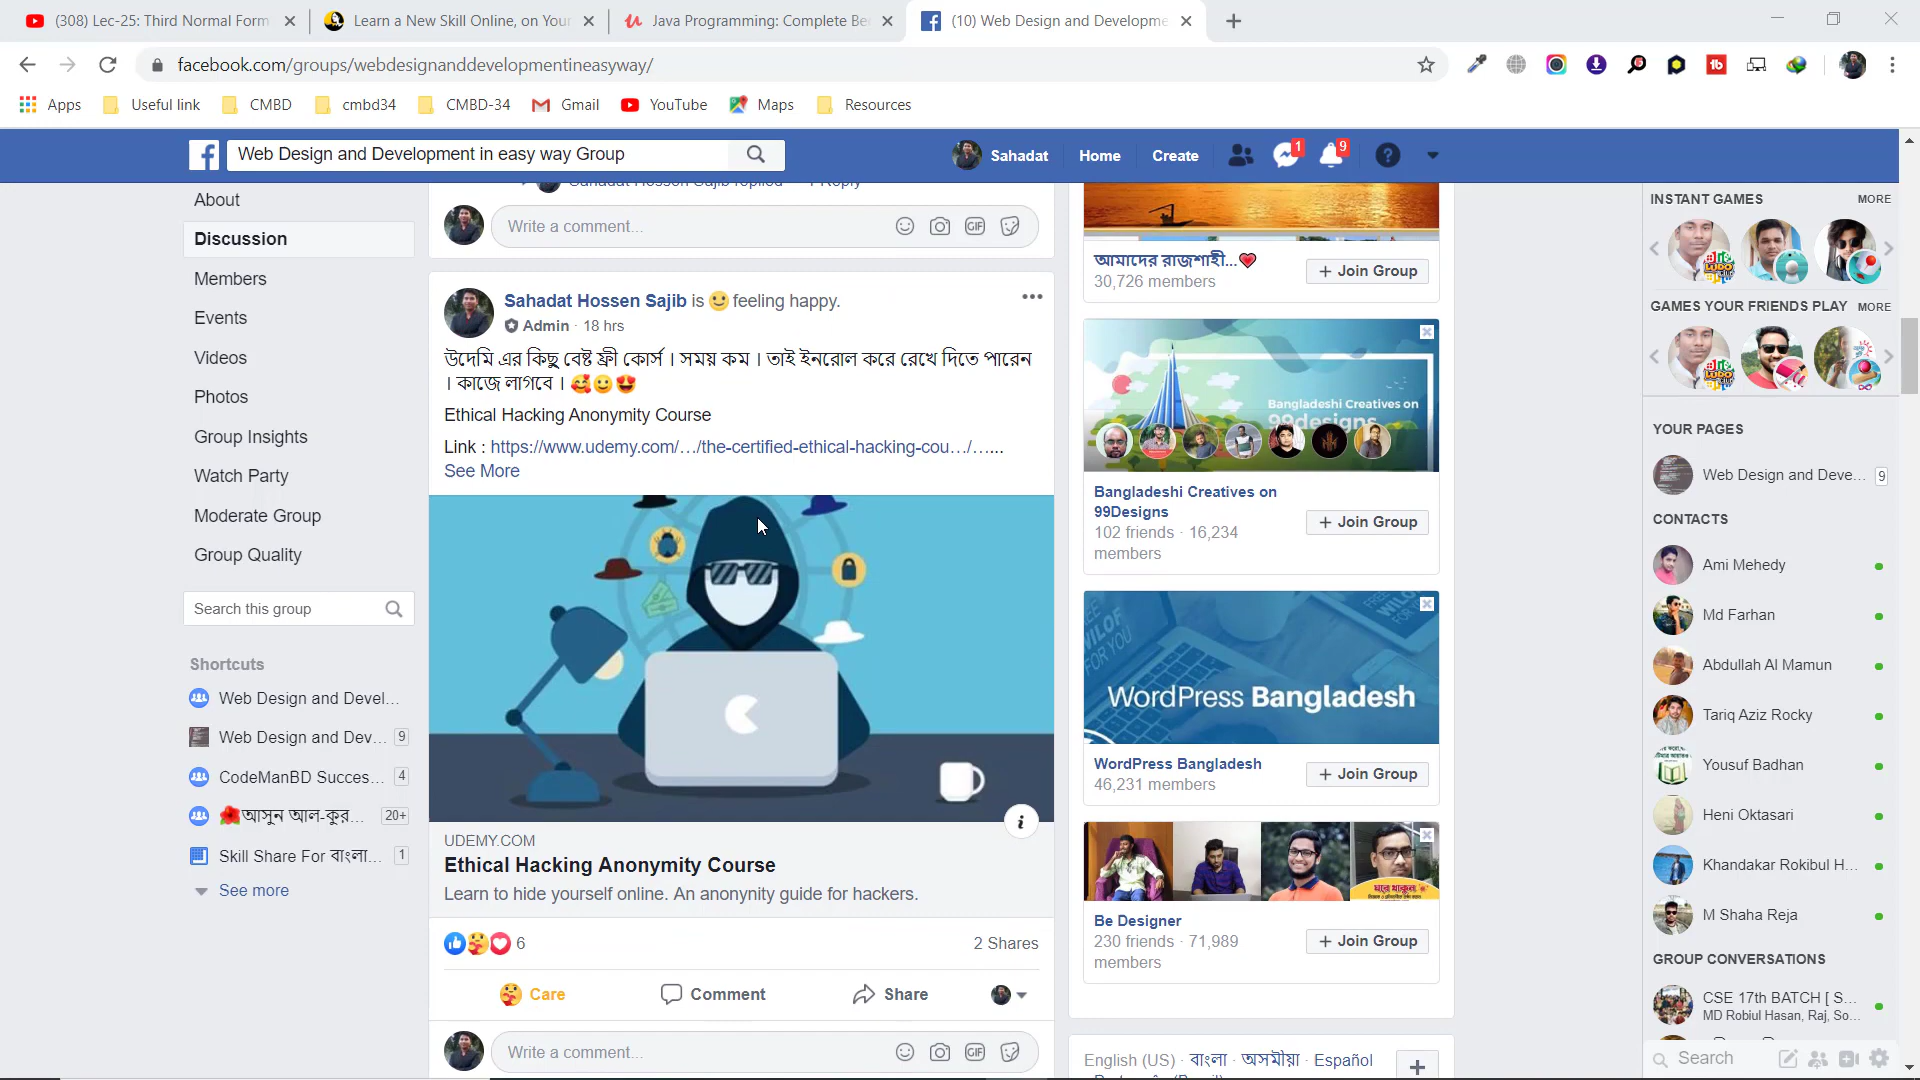 (308) Lec-25: Third Normal Form
Learn a New Skill Online, on Your
Java Programming: Complete Be
(10) Web Design and Developme
facebook.com/groups/webdesignanddevelopmentineasyway/
Apps
Useful link
CMBD
cmbd34
CMBD-34
Gmail
YouTube
Maps
Resources
Web Design and Development in easy way Group
Sahadat
Home
Create
1
9
About
Discussion
Members
Events
Videos
Photos
Group Insights
Watch Party
Moderate Group
Group Quality
Search this group
Shortcuts
Web Design and Devel...
Web Design and Dev... 9
CodeManBD Succes... 4
আসুন আল-কুর... 20+
Skill Share For বাংলা... 1
See more
Sahadat Hossen Sajib replied · 1 Reply
Write a comment...
GIF
Sahadat Hossen Sajib is feeling happy.
Admin · 18 hrs
উদেমি এর কিছু বেষ্ট ফ্রী কোর্স । সময় কম । তাই ইনরোল করে রেখে দিতে পারেন
। কাজে লাগবে ।
Ethical Hacking Anonymity Course
Link : https://www.udemy.com/…/the-certified-ethical-hacking-cou…/…...
See More
UDEMY.COM
Ethical Hacking Anonymity Course
Learn to hide yourself online. An anonynity guide for hackers.
6
2 Shares
Care
Comment
Share
Write a comment...
GIF
আমাদের রাজশাহী...
30,726 members
+ Join Group
Bangladeshi Creatives on
99designs
Bangladeshi Creatives on
99Designs
102 friends · 16,234
members
+ Join Group
WordPress Bangladesh
WordPress Bangladesh
46,231 members
+ Join Group
Be Designer
230 friends · 71,989
members
+ Join Group
English (US) · বাংলা · অসমীয়া · Español
INSTANT GAMES
MORE
GAMES YOUR FRIENDS PLAY
MORE
YOUR PAGES
Web Design and Deve... 9
CONTACTS
Ami Mehedy
Md Farhan
Abdullah Al Mamun
Tariq Aziz Rocky
Yousuf Badhan
Heni Oktasari
Khandakar Rokibul H...
M Shaha Reja
GROUP CONVERSATIONS
CSE 17th BATCH [ S...
MD Robiul Hasan, Raj, So...
Search